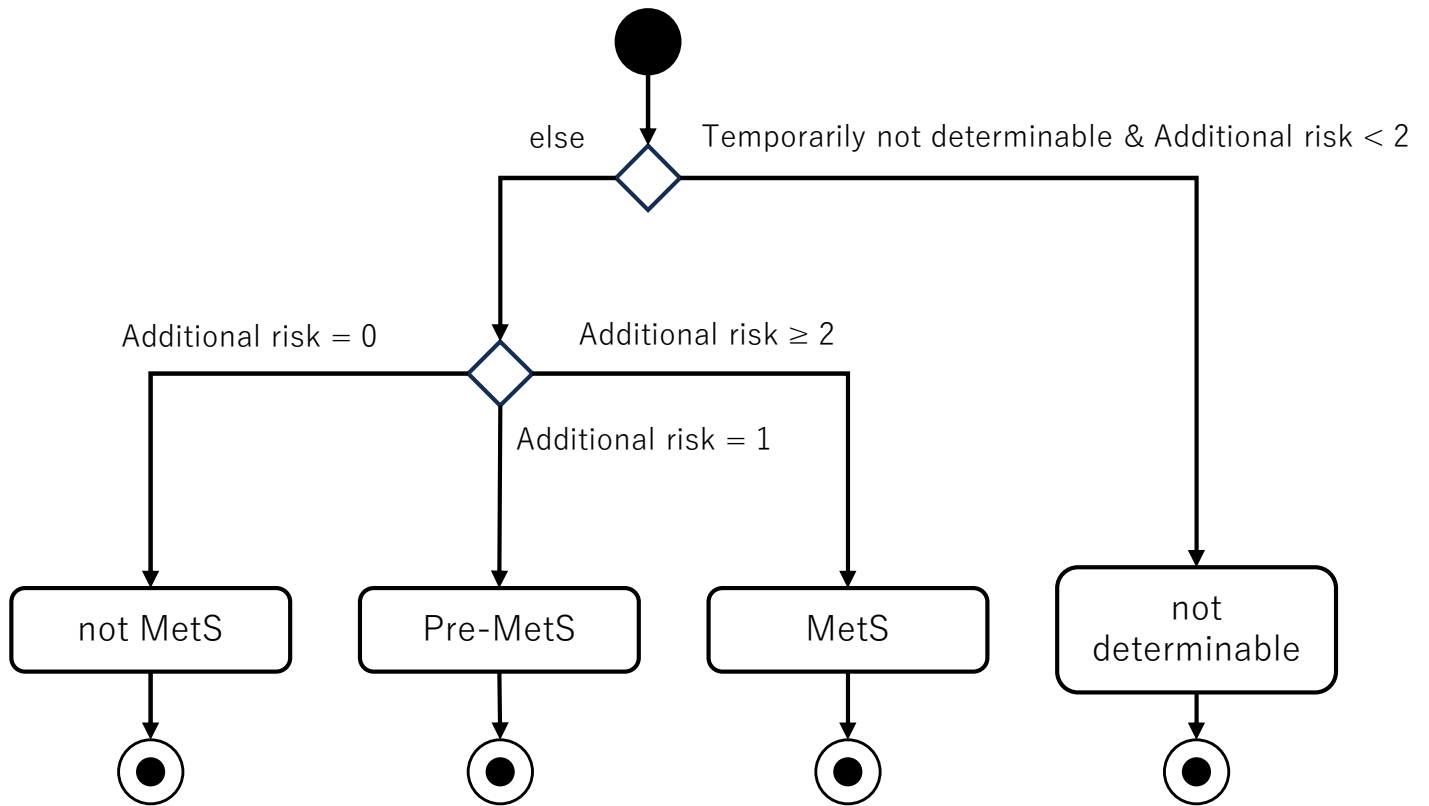 else
Temporarily not determinable & Additional risk < 2
Additional risk = 0
Additional risk ≥ 2
Additional risk = 1
not MetS
Pre-MetS
MetS
not
determinable